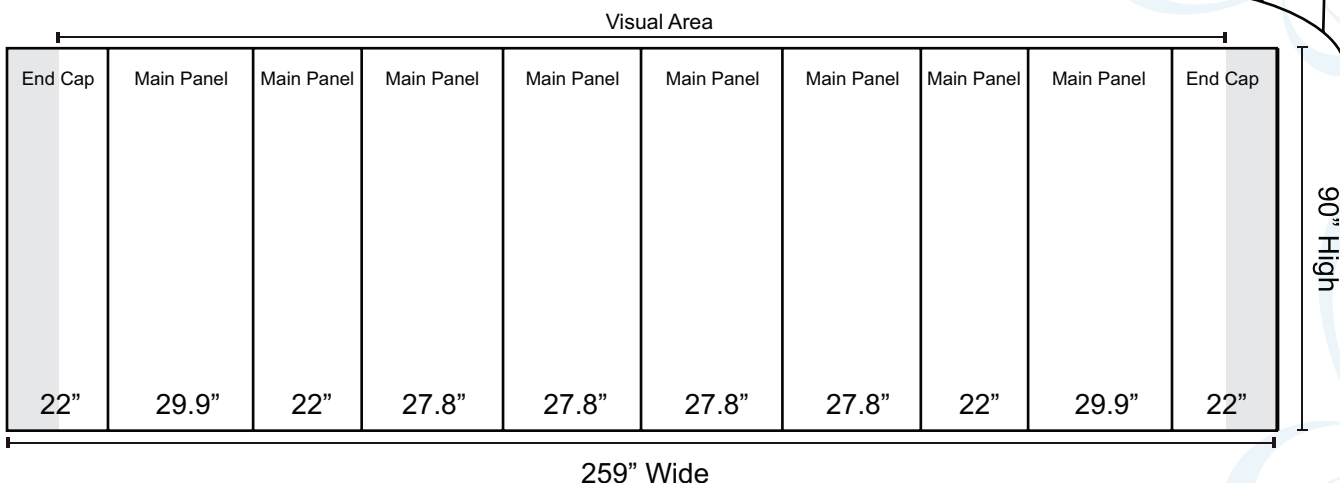 Visual Area
End Cap Main Panel Main Panel Main Panel Main Panel Main Panel Main Panel Main Panel Main Panel End Cap
22” 29.9” 22” 27.8” 27.8” 27.8” 27.8” 22” 29.9” 22”
90” High
259” Wide